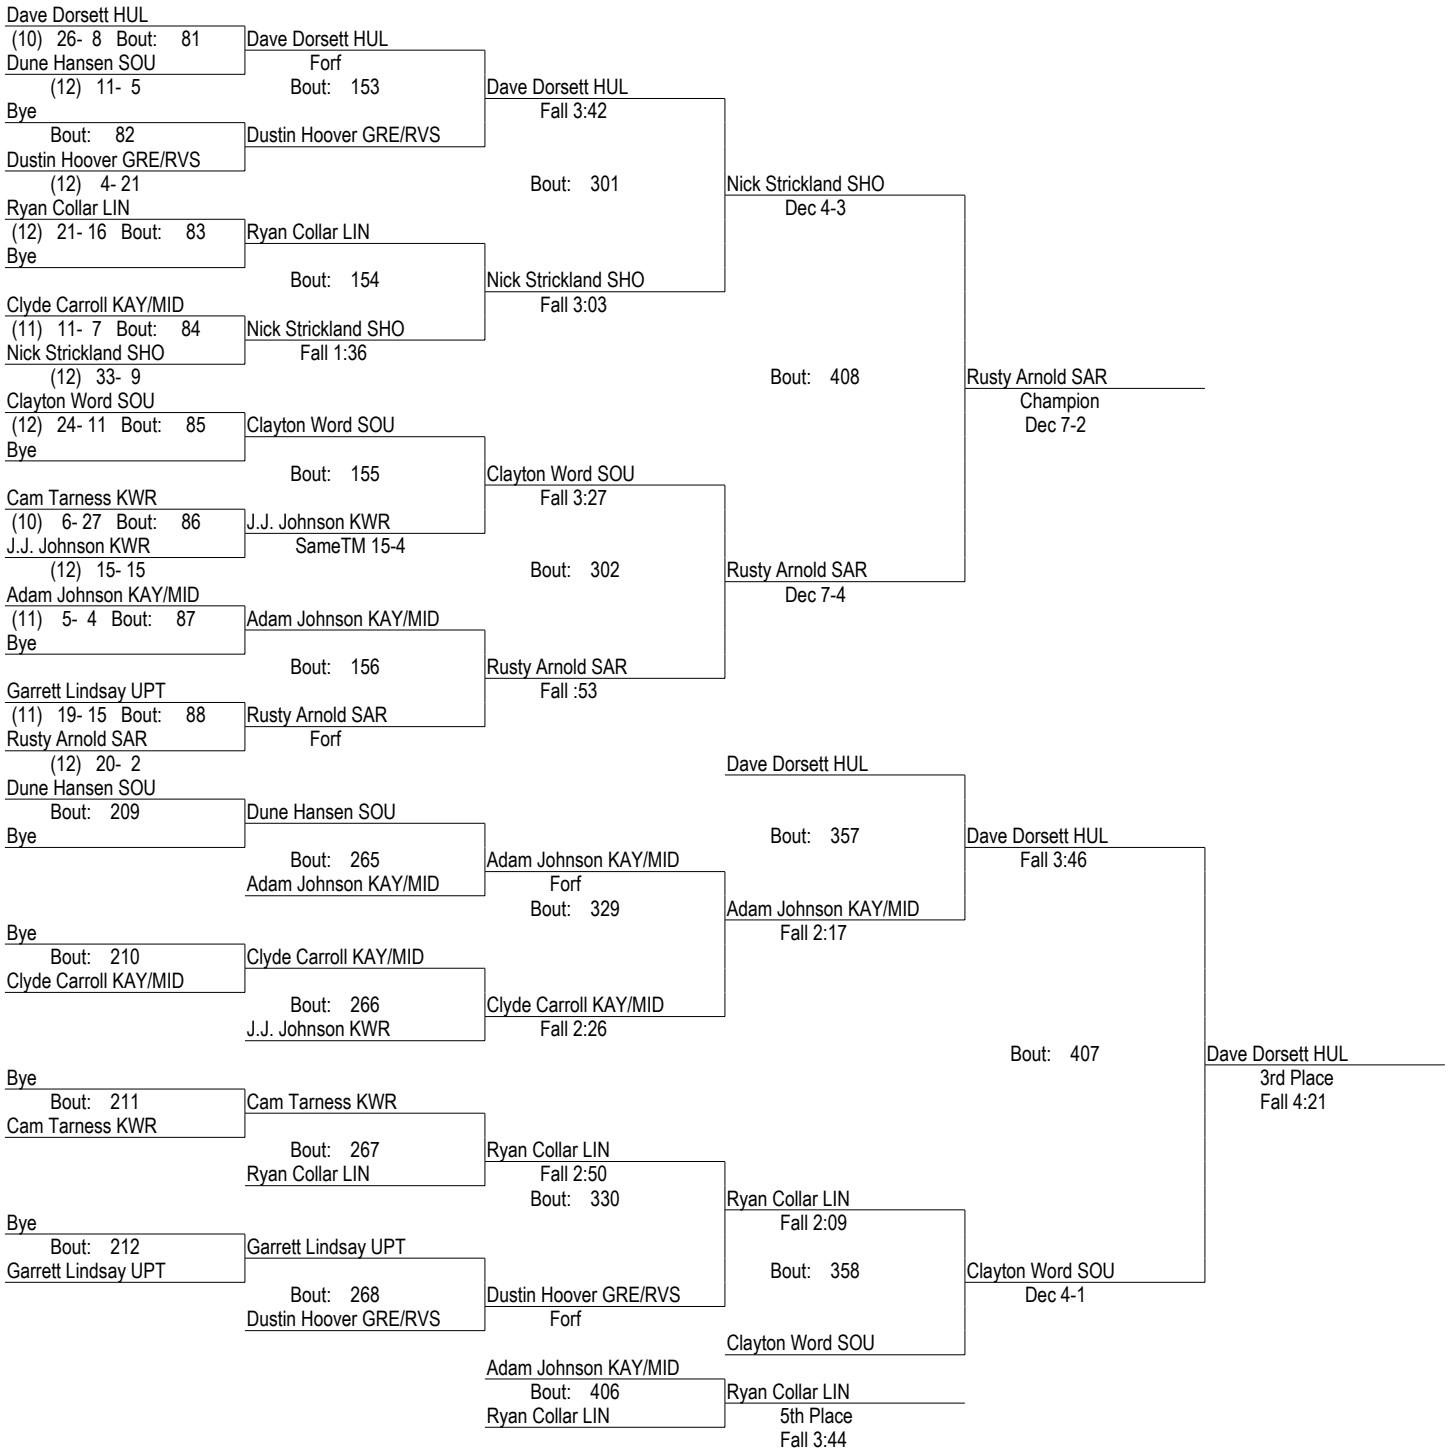 Dave Dorsett HUL
(10) 26- 8 Bout: 81 Dave Dorsett HUL
Dune Hansen SOU Forf
(12) 11- 5 Bout: 153 Dave Dorsett HUL
Bye Fall 3:42
Bout: 82 Dustin Hoover GRE/RVS
Dustin Hoover GRE/RVS
(12) 4- 21 Bout: 301 Nick Strickland SHO
Ryan Collar LIN Dec 4-3
(12) 21- 16 Bout: 83 Ryan Collar LIN
Bye
Bout: 154 Nick Strickland SHO
Clyde Carroll KAY/MID Fall 3:03
(11) 11- 7 Bout: 84 Nick Strickland SHO
Nick Strickland SHO Fall 1:36
(12) 33- 9 Bout: 408 Rusty Arnold SAR
Clayton Word SOU Champion
(12) 24- 11 Bout: 85 Clayton Word SOU Dec 7-2
Bye
Bout: 155 Clayton Word SOU
Cam Tarness KWR Fall 3:27
(10) 6- 27 Bout: 86 J.J. Johnson KWR
J.J. Johnson KWR SameTM 15-4
(12) 15- 15 Bout: 302 Rusty Arnold SAR
Adam Johnson KAY/MID Dec 7-4
(11) 5- 4 Bout: 87 Adam Johnson KAY/MID
Bye
Bout: 156 Rusty Arnold SAR
Garrett Lindsay UPT Fall :53
(11) 19- 15 Bout: 88 Rusty Arnold SAR
Rusty Arnold SAR Forf
(12) 20- 2 Dave Dorsett HUL
Dune Hansen SOU
Bout: 209 Dune Hansen SOU
Bye Bout: 357 Dave Dorsett HUL
Bout: 265 Adam Johnson KAY/MID Fall 3:46
Adam Johnson KAY/MID Forf
Bout: 329 Adam Johnson KAY/MID
Bye Fall 2:17
Bout: 210 Clyde Carroll KAY/MID
Clyde Carroll KAY/MID
Bout: 266 Clyde Carroll KAY/MID
J.J. Johnson KWR Fall 2:26
Bout: 407 Dave Dorsett HUL
Bye 3rd Place
Bout: 211 Cam Tarness KWR Fall 4:21
Cam Tarness KWR
Bout: 267 Ryan Collar LIN
Ryan Collar LIN Fall 2:50
Bout: 330 Ryan Collar LIN
Bye Fall 2:09
Bout: 212 Garrett Lindsay UPT
Garrett Lindsay UPT Bout: 358 Clayton Word SOU
Bout: 268 Dustin Hoover GRE/RVS Dec 4-1
Dustin Hoover GRE/RVS Forf
Clayton Word SOU
Adam Johnson KAY/MID
Bout: 406 Ryan Collar LIN
Ryan Collar LIN 5th Place
Fall 3:44